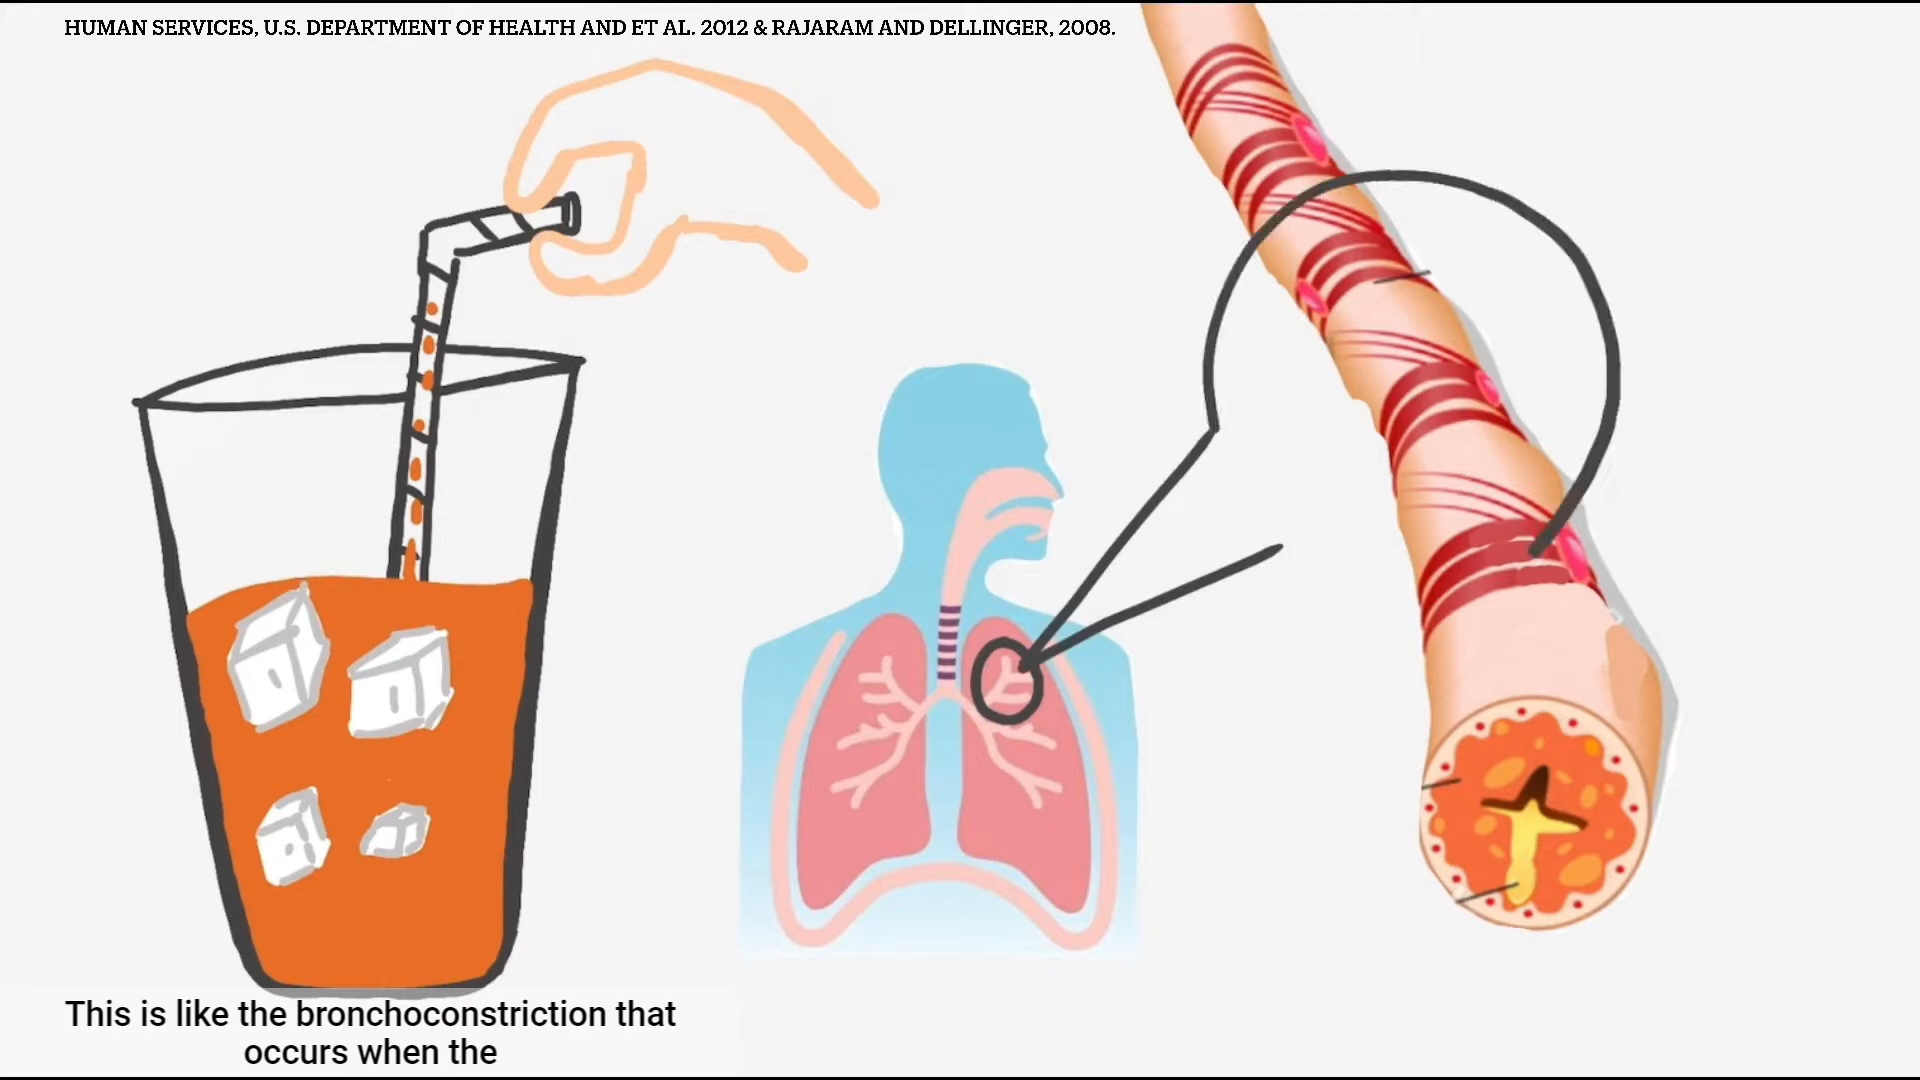 HUMAN SERVICES, U.S. DEPARTMENT OF HEALTH AND ET AL. 2012 & RAJARAM AND DELLINGER, 2008.
This is like the bronchoconstriction that
occurs when the